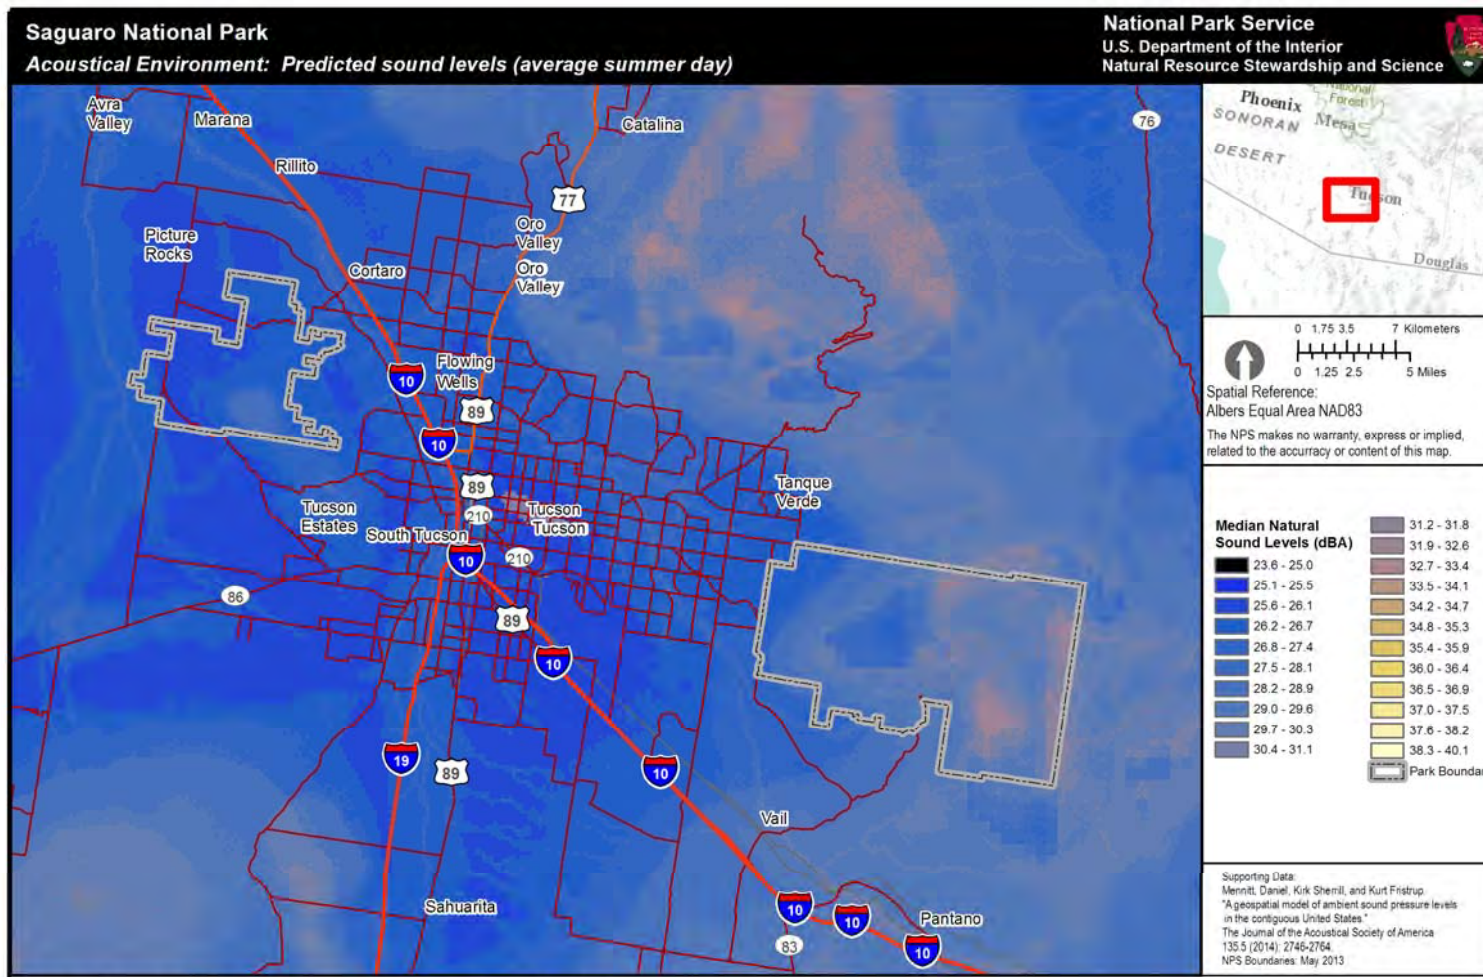 Saguaro National Park
Acoustical Environment: Predicted sound levels (average summer day)
National Park Service
U.S. Department of the Interior
Natural Resource Stewardship and Science
Avra
Valley
Marana
Rillito
Catalina
76
77
Oro
Valley
Oro
Valley
Picture
Rocks
Cortaro
10
Flowing
Wells
89
10
89
Tanque
Verde
Tucson
Estates
210
Tucson
Tucson
South Tucson
10
210
86
89
10
19
89
10
Vail
Sahuarita
10
10
Pantano
83
10
National
Forest
Phoenix
SONORAN
Mesa
DESERT
Tucson
Douglas
0 1.75 3.5 7 Kilometers
0 1.25 2.5 5 Miles
Spatial Reference:
Albers Equal Area NAD83
The NPS makes no warranty, express or implied,
related to the accurracy or content of this map.
Median Natural
Sound Levels (dBA)
23.6 - 25.0
25.1 - 25.5
25.6 - 26.1
26.2 - 26.7
26.8 - 27.4
27.5 - 28.1
28.2 - 28.9
29.0 - 29.6
29.7 - 30.3
30.4 - 31.1
31.2 - 31.8
31.9 - 32.6
32.7 - 33.4
33.5 - 34.1
34.2 - 34.7
34.8 - 35.3
35.4 - 35.9
36.0 - 36.4
36.5 - 36.9
37.0 - 37.5
37.6 - 38.2
38.3 - 40.1
Park Boundar
Supporting Data:
Mennitt, Daniel, Kirk Sherrill, and Kurt Fristrup.
"A geospatial model of ambient sound pressure levels
in the contiguous United States."
The Journal of the Acoustical Society of America
135.5 (2014): 2746-2764.
NPS Boundaries: May 2013